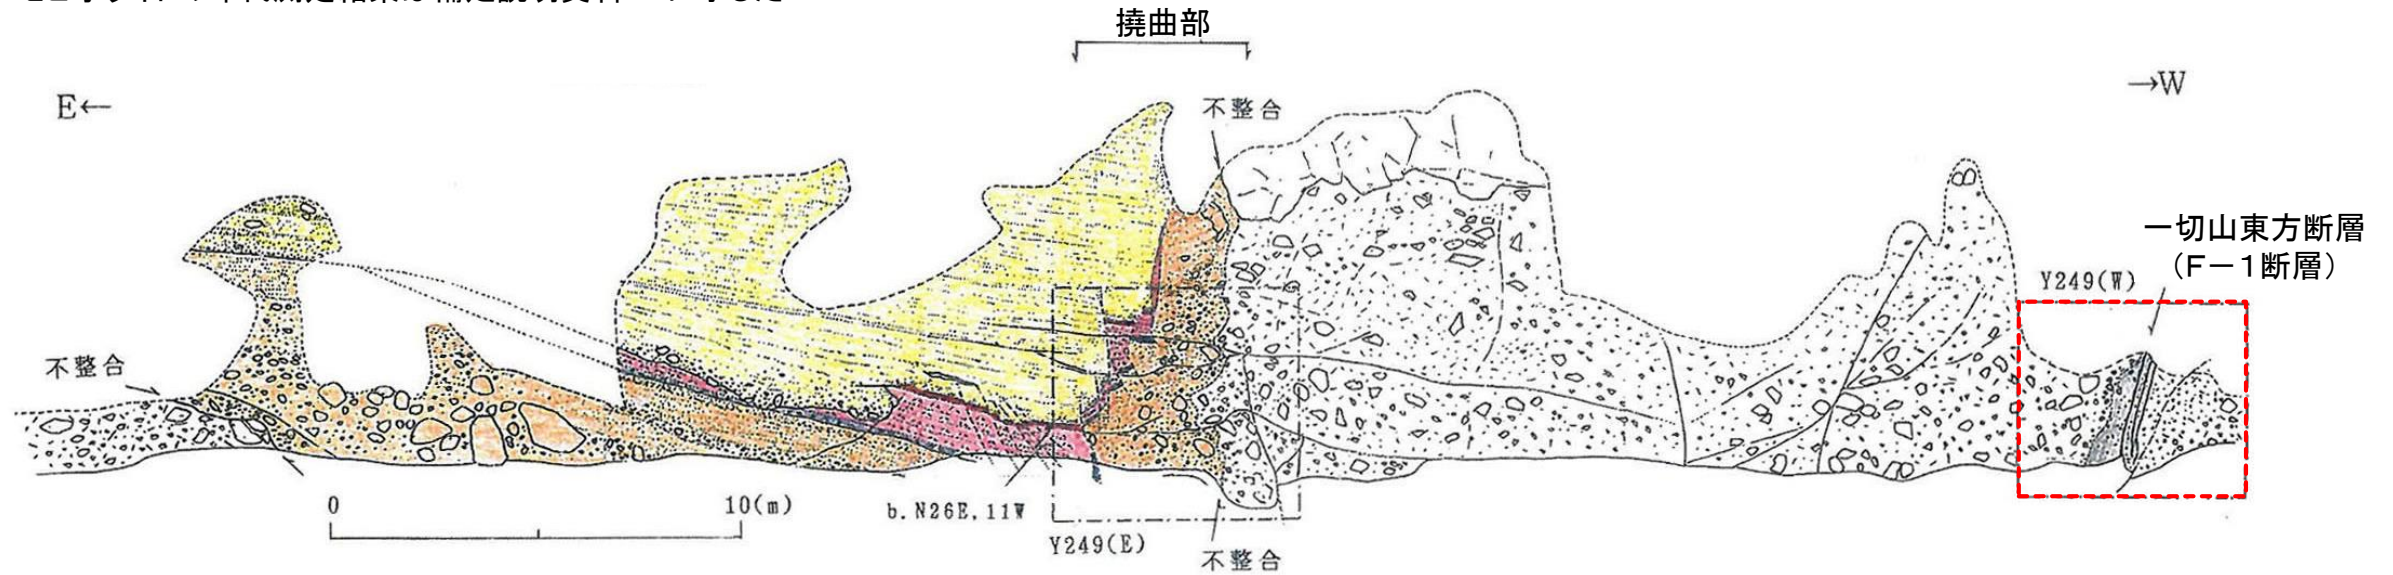 撓曲部
E←
→W
不整合
一切山東方断層
（F－1断層）
Y249(W)
不整合
0
10(m)
b.N26E,11W
Y249(E)
不整合